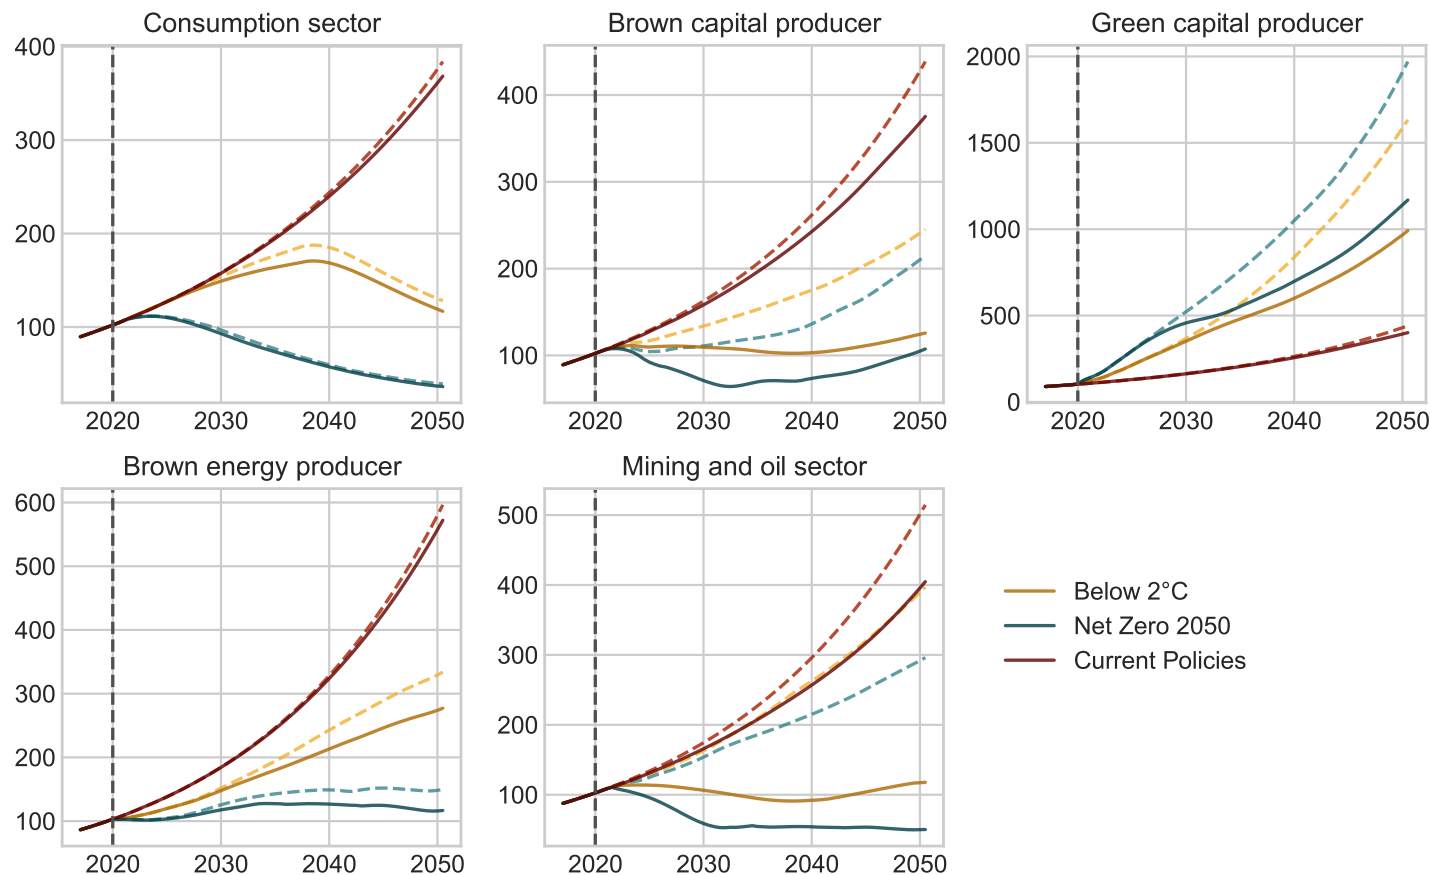 Consumption sector
400
300
200
100
2020 2030 2040 2050
Brown capital producer
400
300
200
100
2020 2030 2040 2050
Green capital producer
2000
1500
1000
500
0
2020 2030 2040 2050
Brown energy producer
600
500
400
300
200
100
2020 2030 2040 2050
Mining and oil sector
500
400
300
200
100
2020 2030 2040 2050
Below 2°C
Net Zero 2050
Current Policies